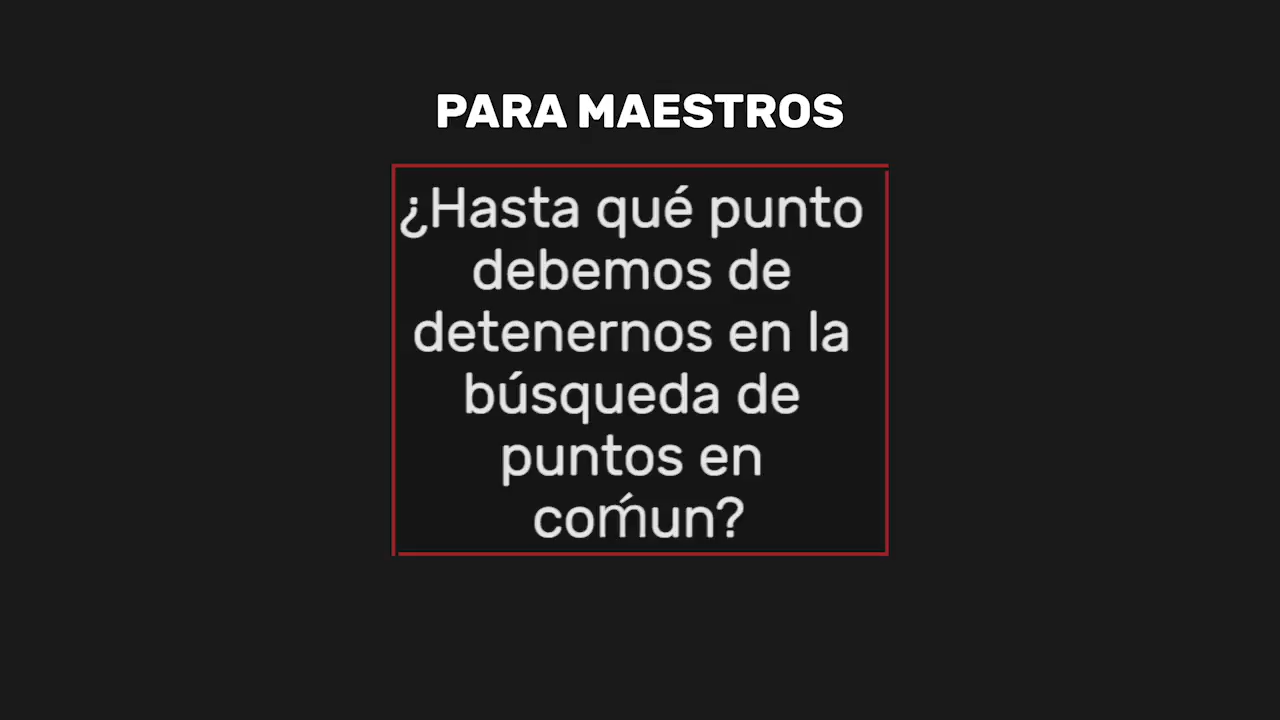 PARA MAESTROS
¿Hasta qué punto
debemos de
detenernos en la
búsqueda de
puntos en
coḿun?